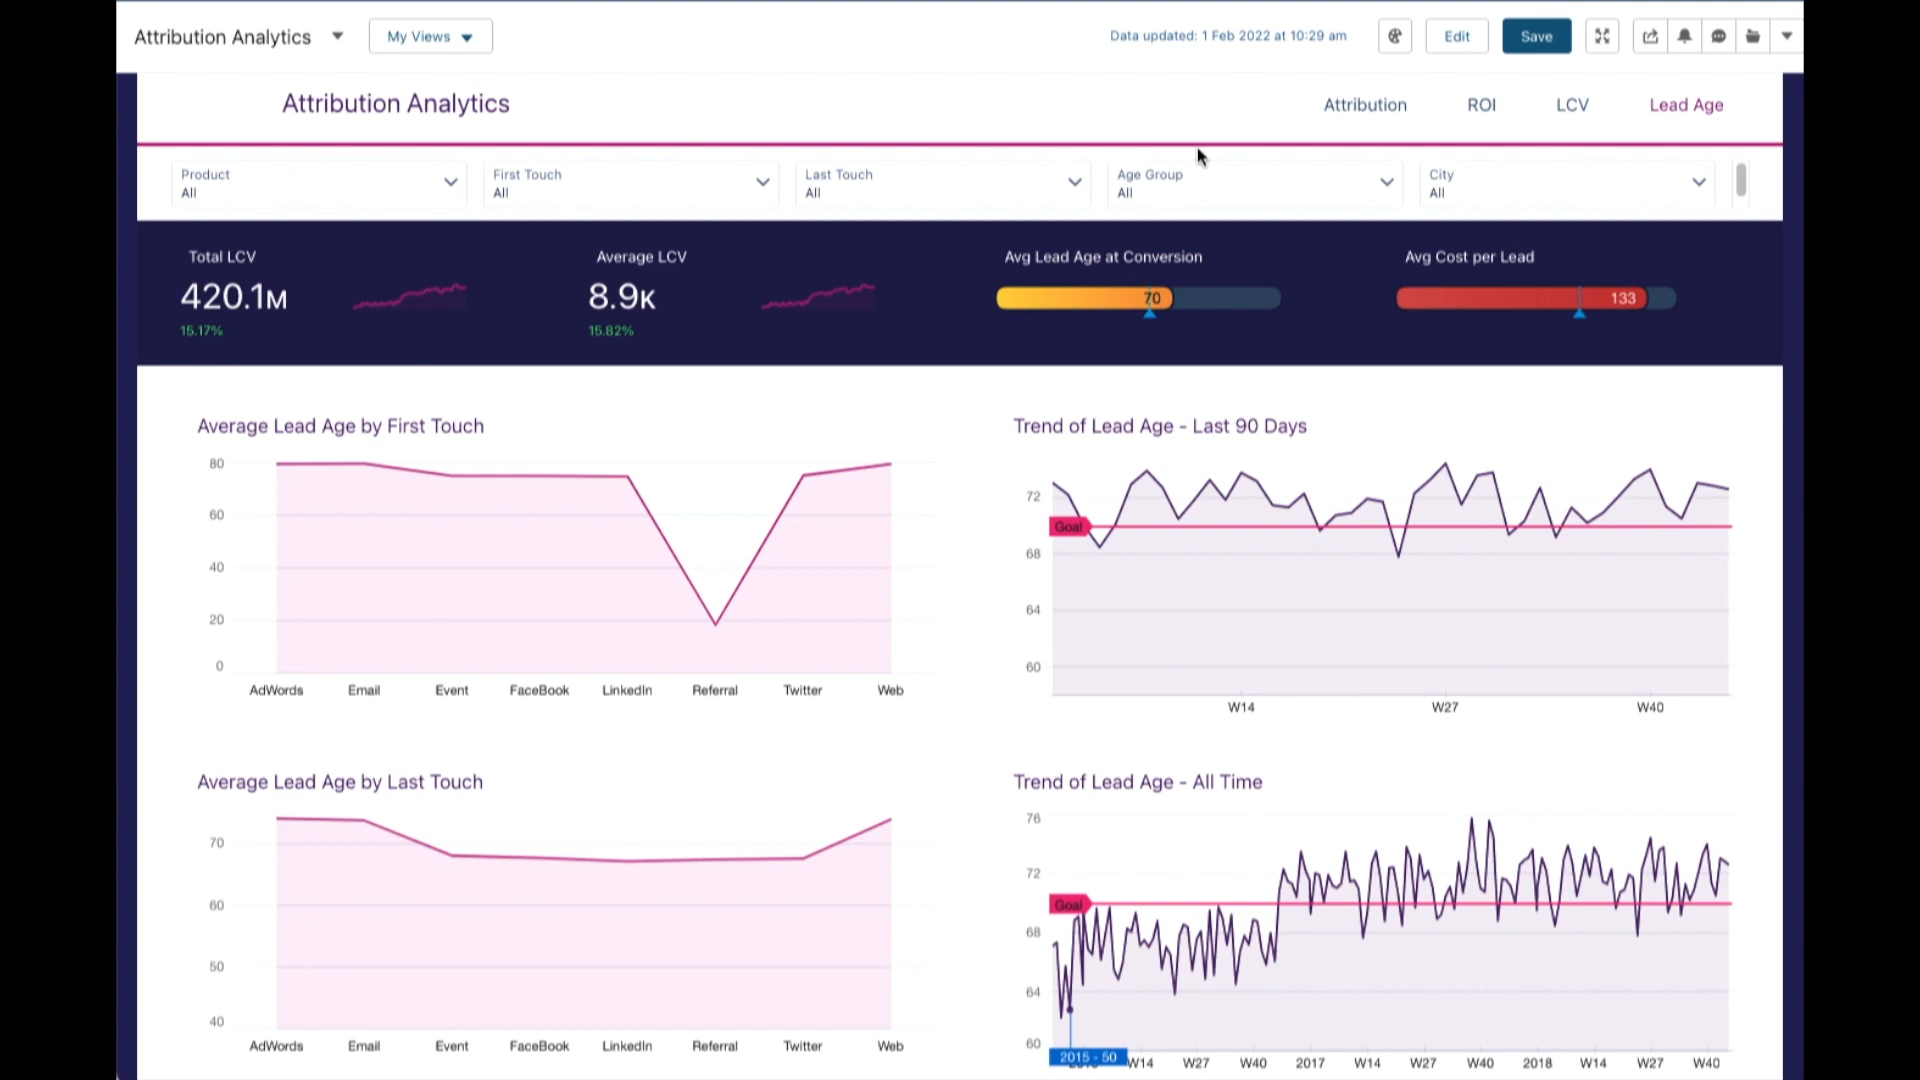 Attribution Analytics
My Views
Data updated: 1 Feb 2022 at 10:29 am
Edit
Save
Attribution Analytics
Attribution
ROI
LCV
Lead Age
Product
All
First Touch
All
Last Touch
All
Age Group
All
City
All
Total LCV
420.1M
15.17%
Average LCV
8.9K
15.82%
Avg Lead Age at Conversion
70
Avg Cost per Lead
133
Average Lead Age by First Touch
80
60
40
20
0
AdWords Email Event FaceBook LinkedIn Referral Twitter Web
Trend of Lead Age - Last 90 Days
72
Goal
68
64
60
W14 W27 W40
Average Lead Age by Last Touch
70
60
50
40
AdWords Email Event FaceBook LinkedIn Referral Twitter Web
Trend of Lead Age - All Time
76
72
Goal
68
64
60
2015 - 50
W14 W27 W40 2017 W14 W27 W40 2018 W14 W27 W40